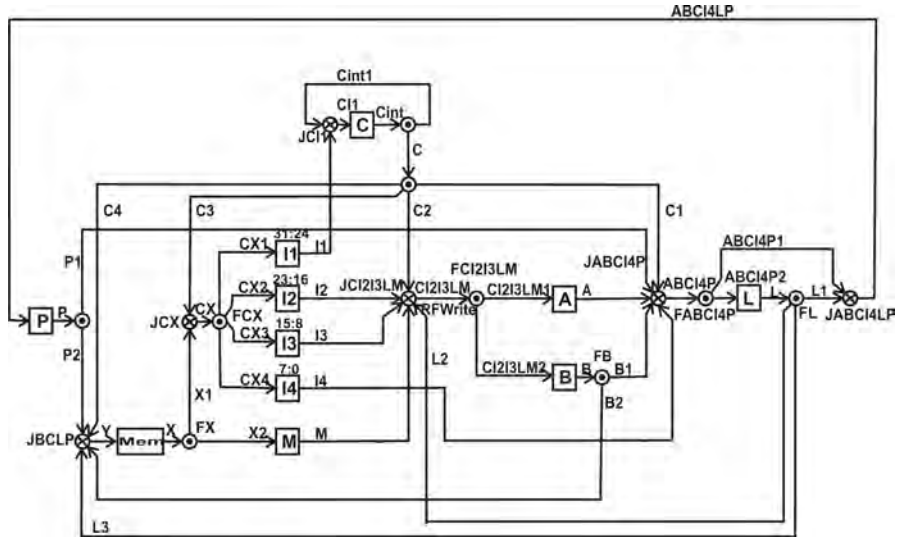 ABCI4LP
Cint1
CI1
Cint
C
JCI1
C
C4
C3
C2
C1
31:24
CX1
I1
I1
P1
JABCI4P
ABCI4P1
FCI2I3LM
23:16
CX2
I2
I2
JCI2I3LM
CI2I3LM
CI2I3LM1
A
A
ABCI4P
ABCI4P2
L
L
L1
P
P
JCX
CX
FCX
RFWrite
FABCI4P
FL
JABCI4LP
15:8
CX3
I3
I3
P2
L2
FB
CI2I3LM2
B
B
B1
7:0
CX4
I4
I4
B2
X1
JBCLP
Y
Mem
X
FX
X2
M
M
L3